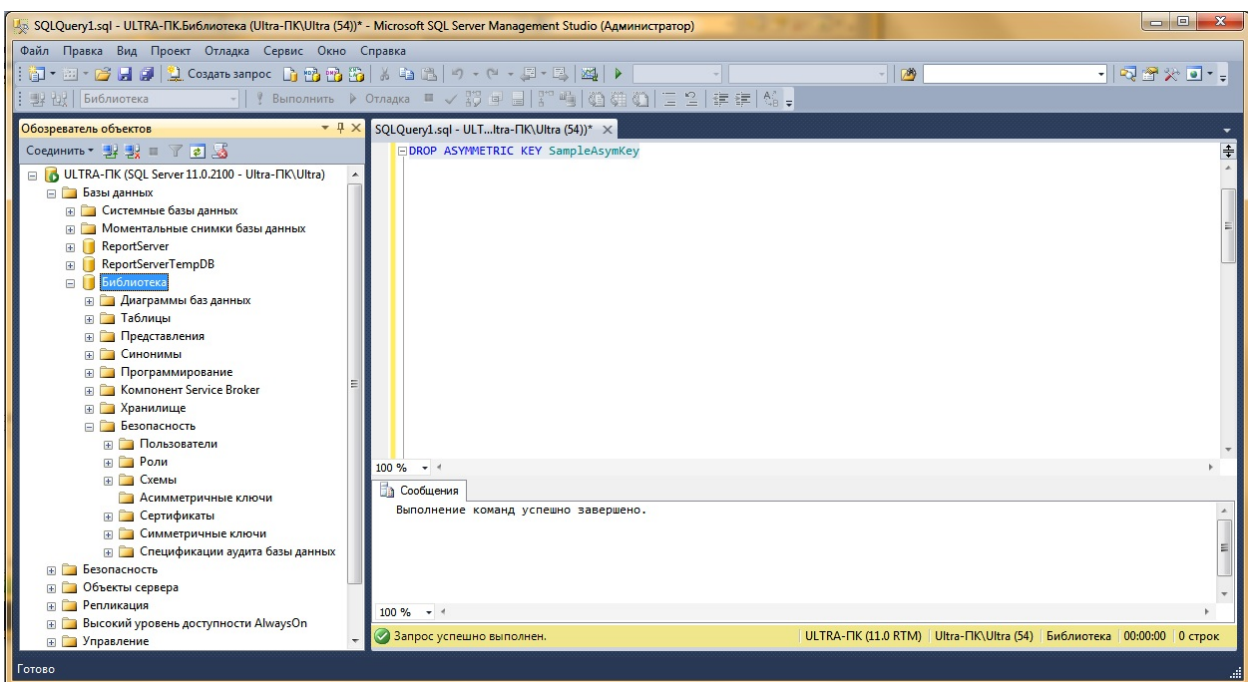 SQLQuery1.sql - ULTRA-ПК.Библиотека (Ultra-ПК\Ultra (54))* - Microsoft SQL Server Management Studio (Администратор)
Файл Правка Вид Проект Отладка Сервис Окно Справка
Создать запрос
Библиотека Выполнить Отладка
Обозреватель объектов
Соединить
ULTRA-ПК (SQL Server 11.0.2100 - Ultra-ПК\Ultra)
Базы данных
Системные базы данных
Моментальные снимки базы данных
ReportServer
ReportServerTempDB
Библиотека
Диаграммы баз данных
Таблицы
Представления
Синонимы
Программирование
Компонент Service Broker
Хранилище
Безопасность
Пользователи
Роли
Схемы
Асимметричные ключи
Сертификаты
Симметричные ключи
Спецификации аудита базы данных
Безопасность
Объекты сервера
Репликация
Высокий уровень доступности AlwaysOn
Управление
SQLQuery1.sql - ULT...ltra-ПК\Ultra (54))*
DROP ASYMMETRIC KEY SampleAsymKey
100 %
Сообщения
Выполнение команд успешно завершено.
100 %
Запрос успешно выполнен. ULTRA-ПК (11.0 RTM) Ultra-ПК\Ultra (54) Библиотека 00:00:00 0 строк
Готово